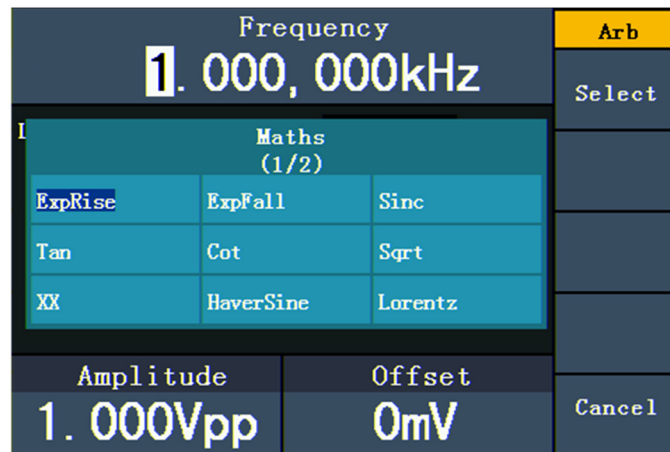 Frequency
1.000,000kHz
Arb
Select
Maths
(1/2)
ExpRise ExpFall Sinc
Tan Cot Sqrt
XX HaverSine Lorentz
Amplitude Offset
1.000Vpp 0mV
Cancel